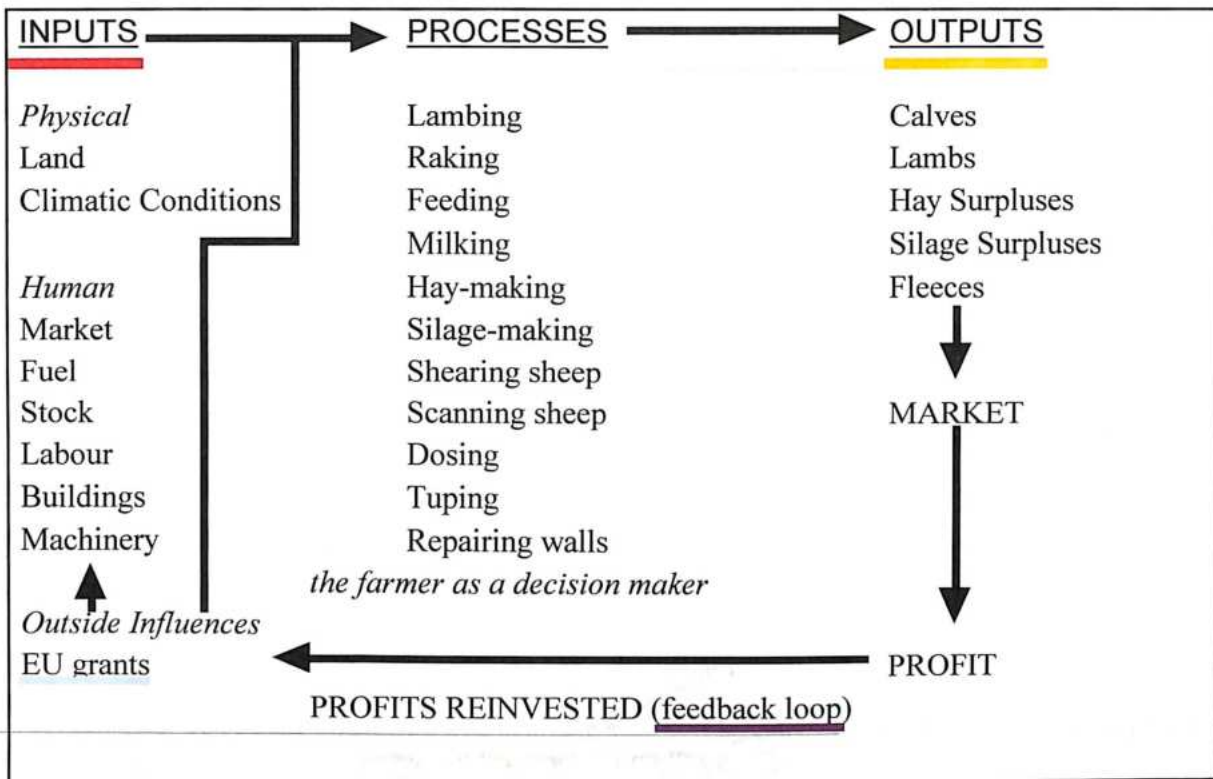 INPUTS
Physical
Land
Climatic Conditions
Human
Market
Fuel
Stock
Labour
Buildings
Machinery
Outside Influences
EU grants
PROCESSES
Lambing
Raking
Feeding
Milking
Hay-making
Silage-making
Shearing sheep
Scanning sheep
Dosing
Tuping
Repairing walls
the farmer as a decision maker
OUTPUTS
Calves
Lambs
Hay Surpluses
Silage Surpluses
Fleeces
MARKET
PROFIT
PROFITS REINVESTED (feedback loop)